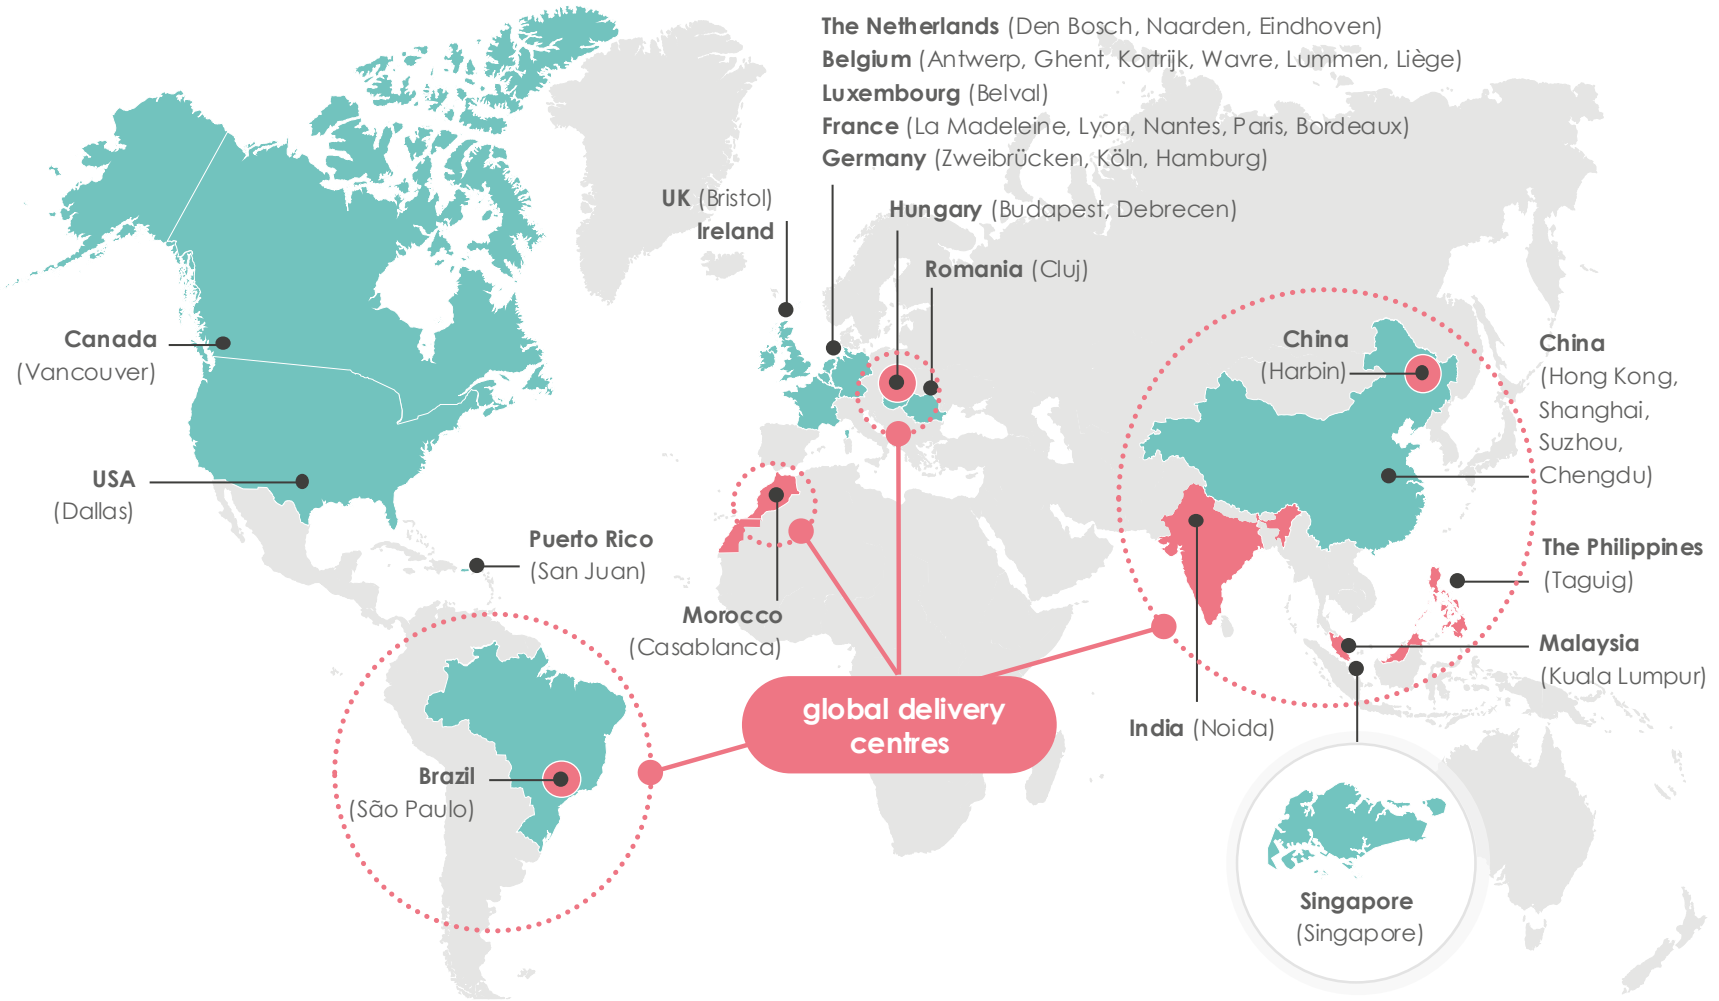 The Netherlands (Den Bosch, Naarden, Eindhoven)
Belgium (Antwerp, Ghent, Kortrijk, Wavre, Lummen, Liège)
Luxembourg (Belval)
France (La Madeleine, Lyon, Nantes, Paris, Bordeaux)
Germany (Zweibrücken, Köln, Hamburg)
UK (Bristol)
Ireland
Hungary (Budapest, Debrecen)
Romania (Cluj)
Canada
(Vancouver)
China
(Harbin)
China
(Hong Kong,
Shanghai,
Suzhou,
Chengdu)
USA
(Dallas)
Puerto Rico
(San Juan)
The Philippines
(Taguig)
Morocco
(Casablanca)
Malaysia
(Kuala Lumpur)
global delivery
centres
India (Noida)
Brazil
(São Paulo)
Singapore
(Singapore)